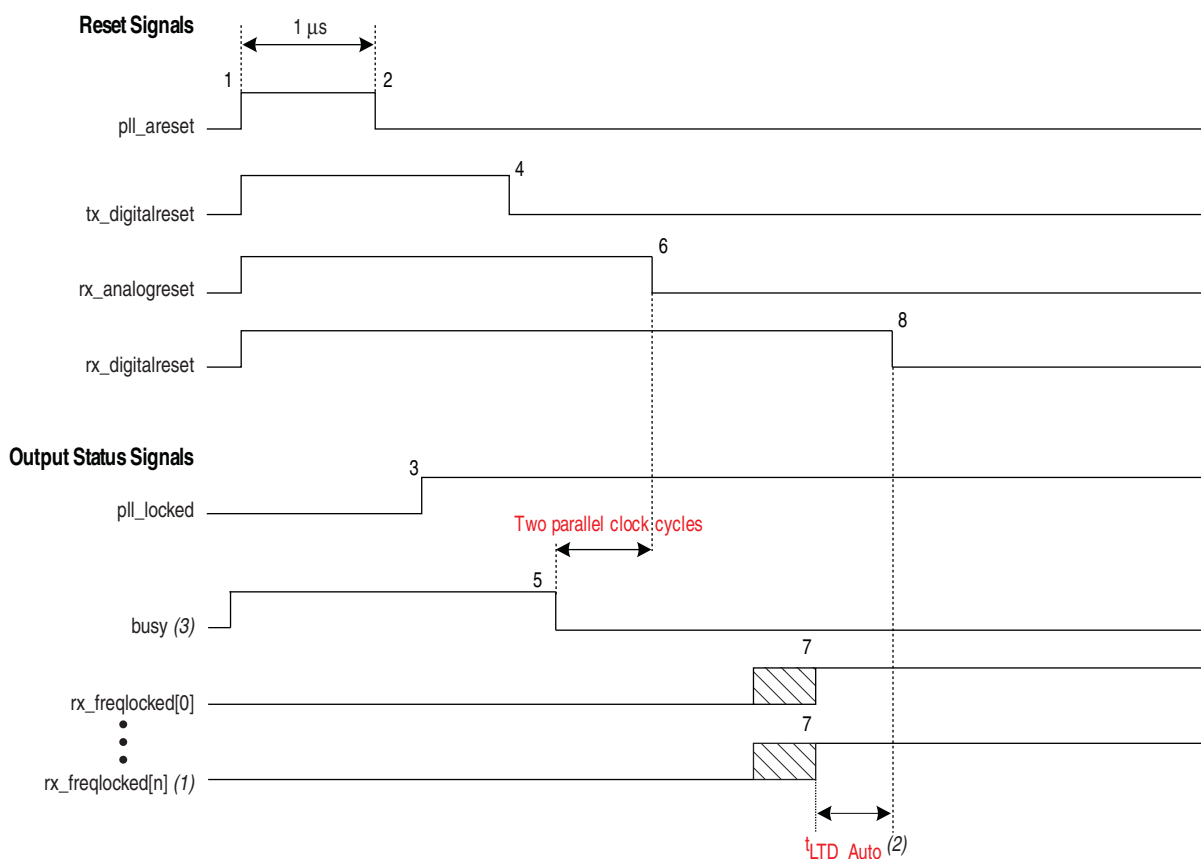 Reset Signals
1 μs
1 2
pll_areset
4
tx_digitalreset
6
rx_analogreset
8
rx_digitalreset
Output Status Signals
3
pll_locked
Two parallel clock cycles
5
busy (3)
7
rx_freqlocked[0]
7
rx_freqlocked[n] (1)
tLTD_Auto (2)